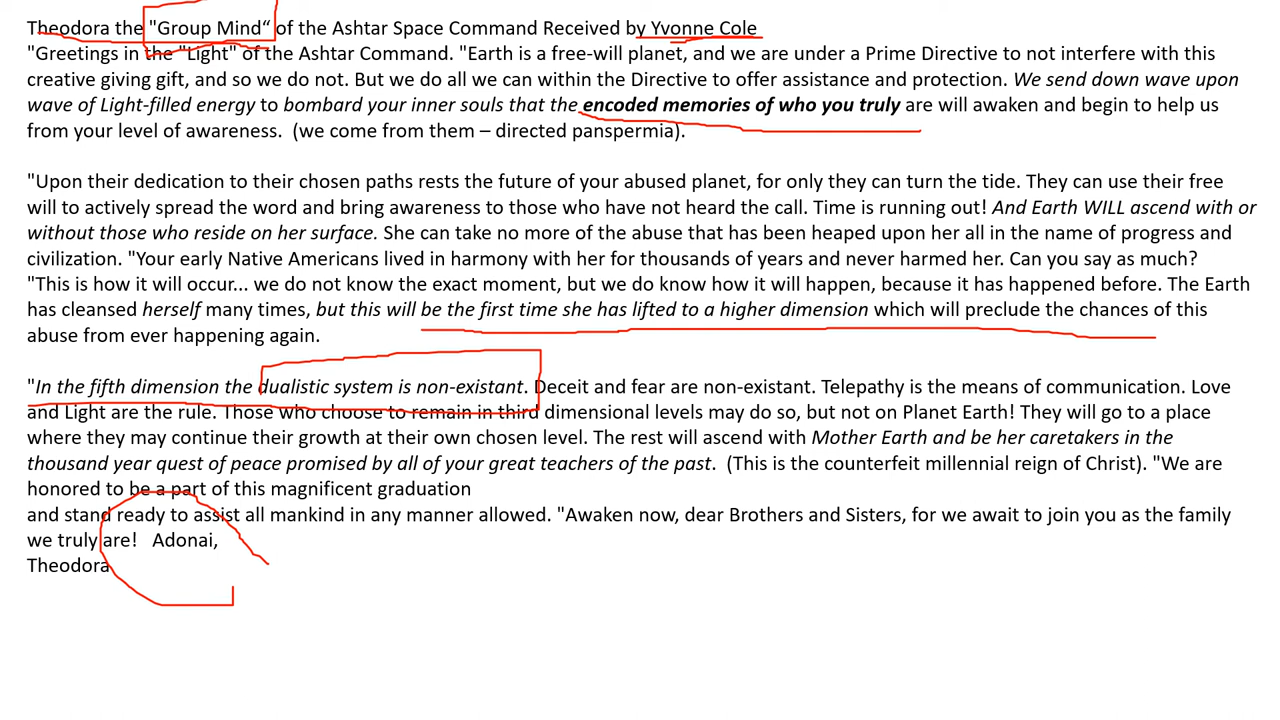 Theodora the "Group Mind“ of the Ashtar Space Command Received by Yvonne Cole
"Greetings in the "Light" of the Ashtar Command. "Earth is a free-will planet, and we are under a Prime Directive to not interfere with this
creative giving gift, and so we do not. But we do all we can within the Directive to offer assistance and protection. We send down wave upon
wave of Light-filled energy to bombard your inner souls that the encoded memories of who you truly are will awaken and begin to help us
from your level of awareness.  (we come from them – directed panspermia).
"Upon their dedication to their chosen paths rests the future of your abused planet, for only they can turn the tide. They can use their free
will to actively spread the word and bring awareness to those who have not heard the call. Time is running out! And Earth WILL ascend with or
without those who reside on her surface. She can take no more of the abuse that has been heaped upon her all in the name of progress and
civilization. "Your early Native Americans lived in harmony with her for thousands of years and never harmed her. Can you say as much?
"This is how it will occur... we do not know the exact moment, but we do know how it will happen, because it has happened before. The Earth
has cleansed herself many times, but this will be the first time she has lifted to a higher dimension which will preclude the chances of this
abuse from ever happening again.
"In the fifth dimension the dualistic system is non-existant. Deceit and fear are non-existant. Telepathy is the means of communication. Love
and Light are the rule. Those who choose to remain in third dimensional levels may do so, but not on Planet Earth! They will go to a place
where they may continue their growth at their own chosen level. The rest will ascend with Mother Earth and be her caretakers in the
thousand year quest of peace promised by all of your great teachers of the past.  (This is the counterfeit millennial reign of Christ). "We are
honored to be a part of this magnificent graduation
and stand ready to assist all mankind in any manner allowed. "Awaken now, dear Brothers and Sisters, for we await to join you as the family
we truly are!   Adonai,
Theodora